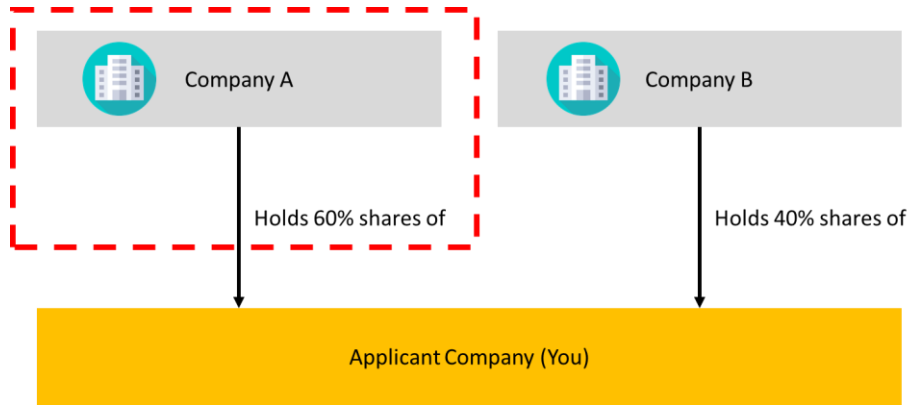 Company A
Company B
Holds 60% shares of
Holds 40% shares of
Applicant Company (You)